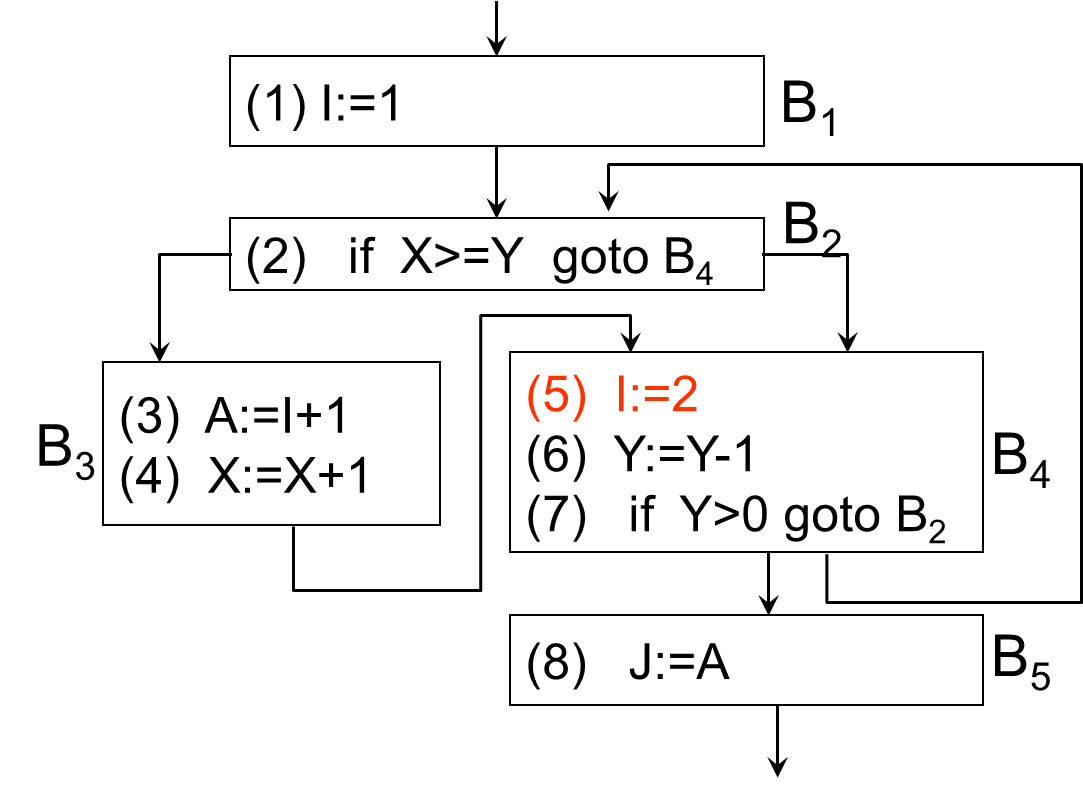 (1) I:=1
B₁
B₂
(2) if X>=Y goto B₄
(3) A:=I+1
(4) X:=X+1
B₃
(5) I:=2
(6) Y:=Y-1
(7) if Y>0 goto B₂
B₄
(8) J:=A
B₅